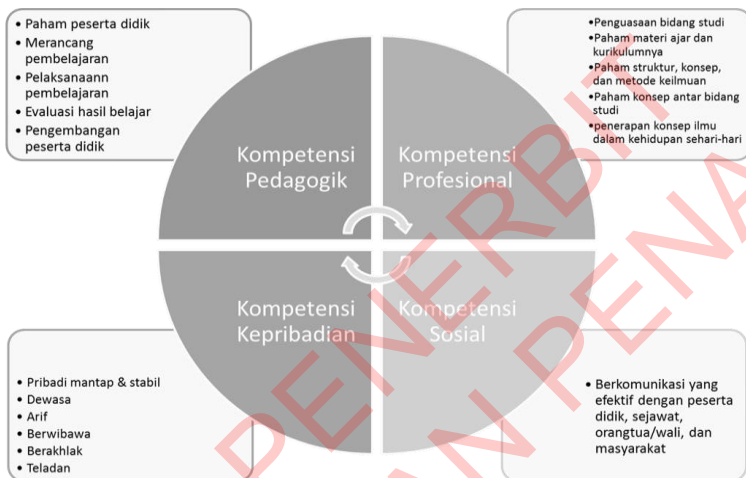 • Paham peserta didik
• Merancang
pembelajaran
• Pelaksanaann
pembelajaran
• Evaluasi hasil belajar
• Pengembangan
peserta didik
•Penguasaan bidang studi
•Paham materi ajar dan
kurikulumnya
•Paham struktur, konsep,
dan metode keilmuan
•Paham konsep antar bidang
studi
•penerapan konsep ilmu
dalam kehidupan sehari-hari
Kompetensi
Pedagogik
Kompetensi
Profesional
Kompetensi
Kepribadian
Kompetensi
Sosial
• Pribadi mantap & stabil
• Dewasa
• Arif
• Berwibawa
• Berakhlak
• Teladan
• Berkomunikasi yang
efektif dengan peserta
didik, sejawat,
orangtua/wali, dan
masyarakat
PENERBIT